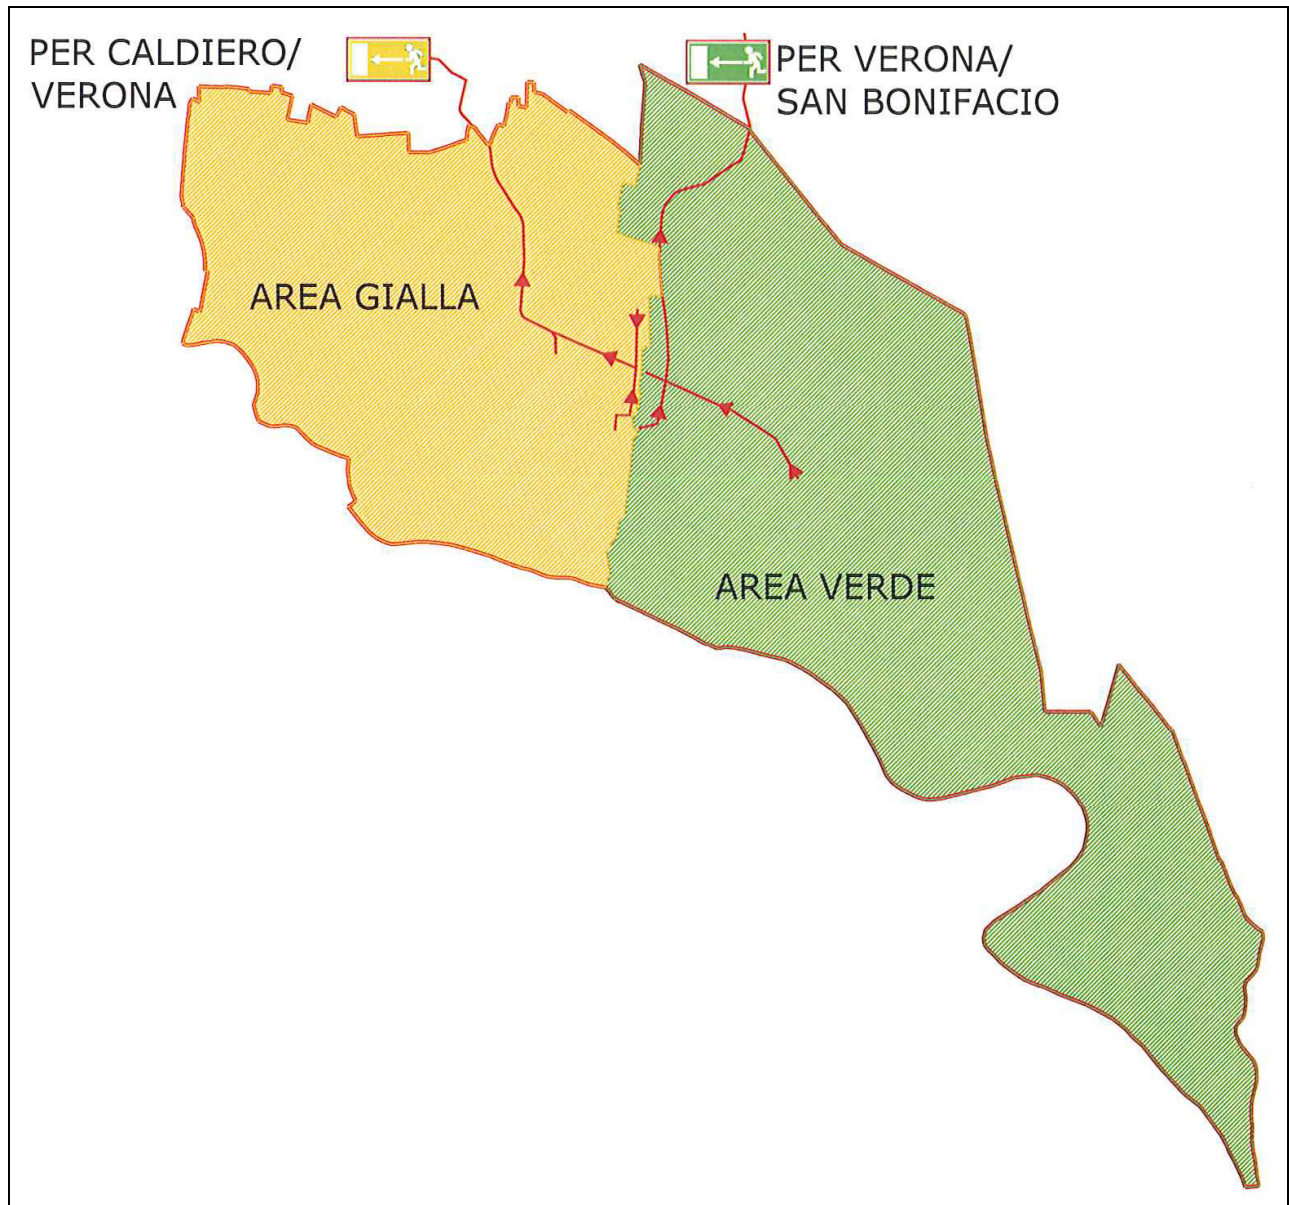 PER CALDIERO/
VERONA
PER VERONA/
SAN BONIFACIO
AREA GIALLA
AREA VERDE